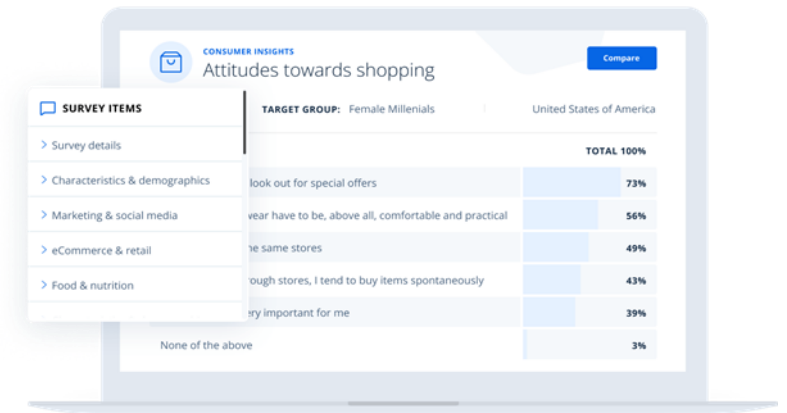 CONSUMER INSIGHTS
Attitudes towards shopping
Compare
SURVEY ITEMS
Survey details
Characteristics & demographics
Marketing & social media
eCommerce & retail
Food & nutrition
TARGET GROUP: Female Millenials
United States of America
TOTAL 100%
look out for special offers 73%
wear have to be, above all, comfortable and practical 56%
same stores 49%
stores, I tend to buy items spontaneously 43%
important for me 39%
None of the above 3%